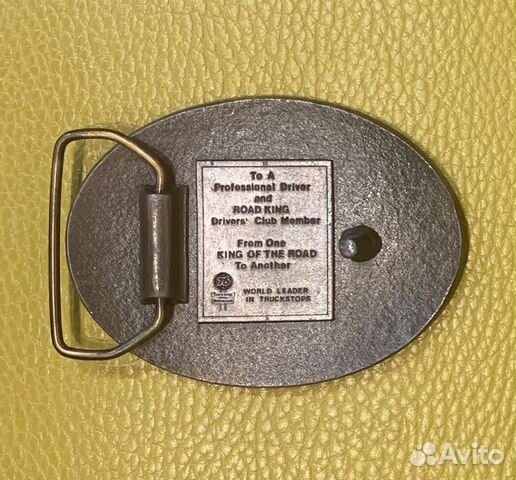 To A
Professional Driver
and
ROAD KING
Drivers' Club Member
From One
KING OF THE ROAD
To Another
76
WORLD LEADER
IN TRUCKSTOPS
Avito